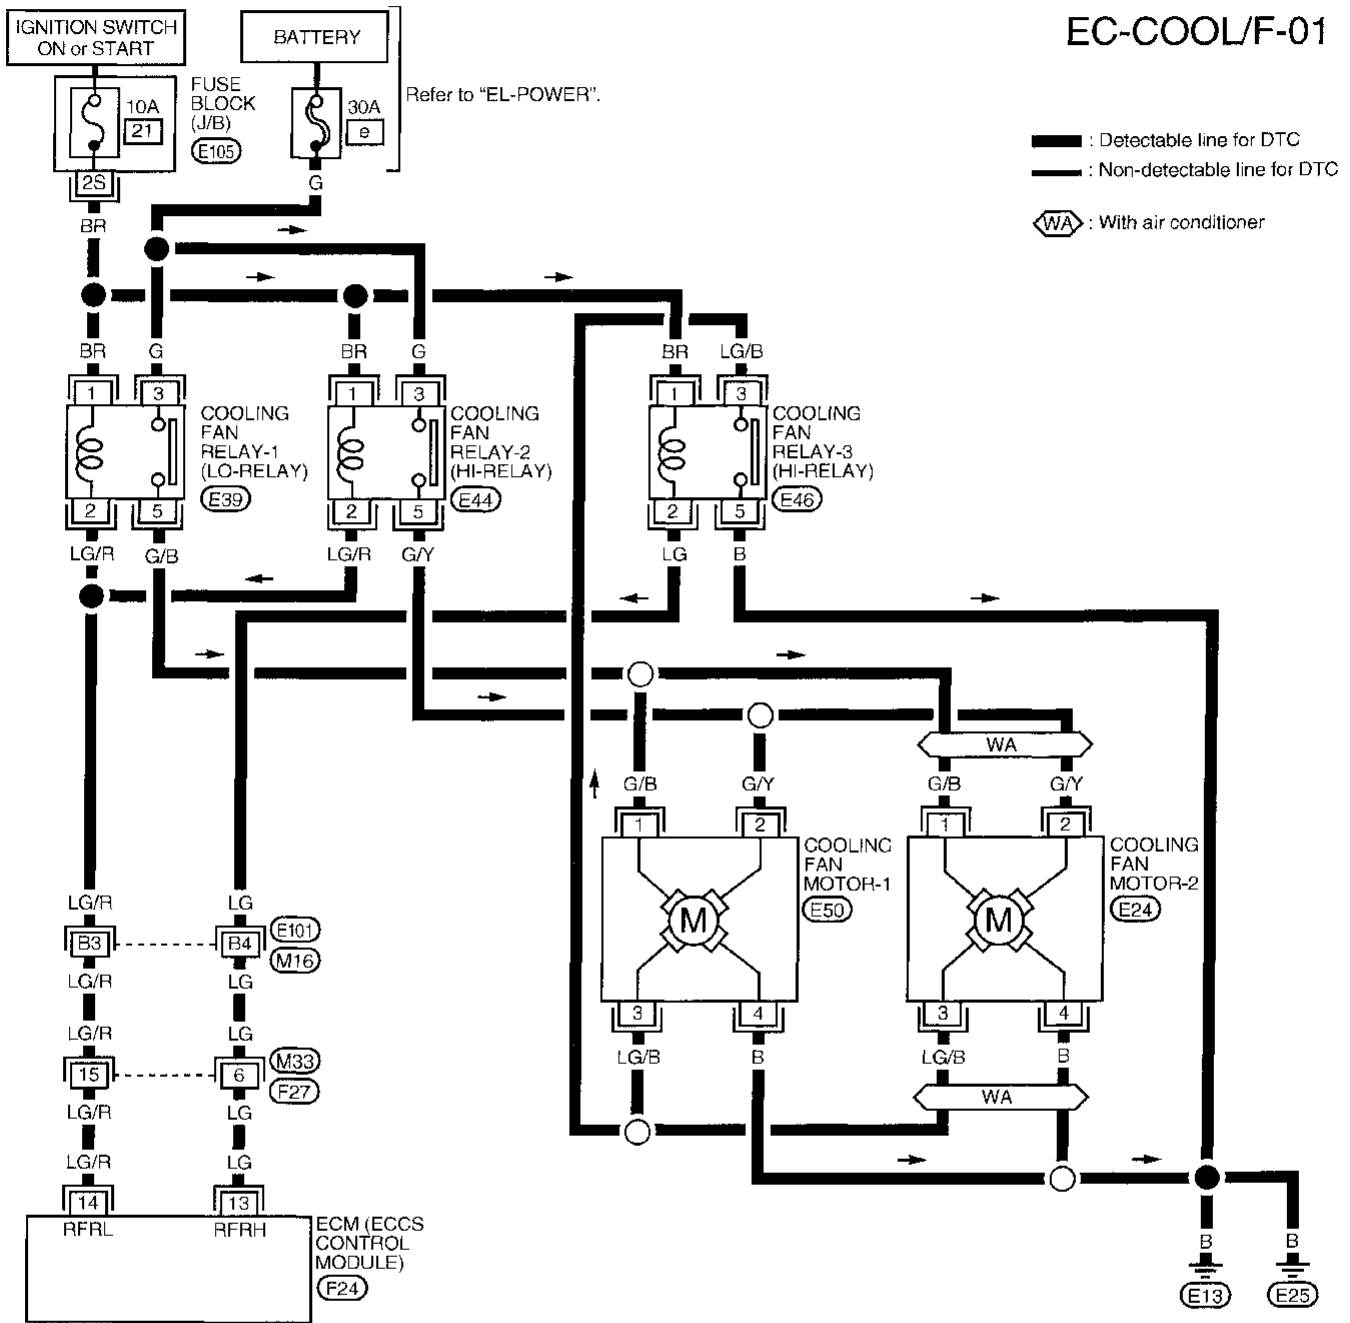 EC-COOL/F-01
IGNITION SWITCH
ON or START
BATTERY
10A
21
FUSE
BLOCK
(J/B)
E105
30A
e
Refer to "EL-POWER".
: Detectable line for DTC
: Non-detectable line for DTC
WA : With air conditioner
2S
G
BR
BR G BR G BR LG/B
1 3 1 3 1 3
COOLING
FAN
RELAY-1
(LO-RELAY)
E39
COOLING
FAN
RELAY-2
(HI-RELAY)
E44
COOLING
FAN
RELAY-3
(HI-RELAY)
E46
2 5 2 5 2 5
LG/R G/B LG/R G/Y LG B
WA
G/B G/Y G/B G/Y
1 2 1 2
COOLING
FAN
MOTOR-1
E50
COOLING
FAN
MOTOR-2
E24
M M
LG/R LG
B3 B4
E101
M16
LG/R LG
3 4 3 4
LG/R LG
LG/B B LG/B B
15 6
M33
F27
WA
LG/R LG
LG/R LG
14 13
RFRL RFRH
ECM (ECCS
CONTROL
MODULE)
F24
B B
E13 E25